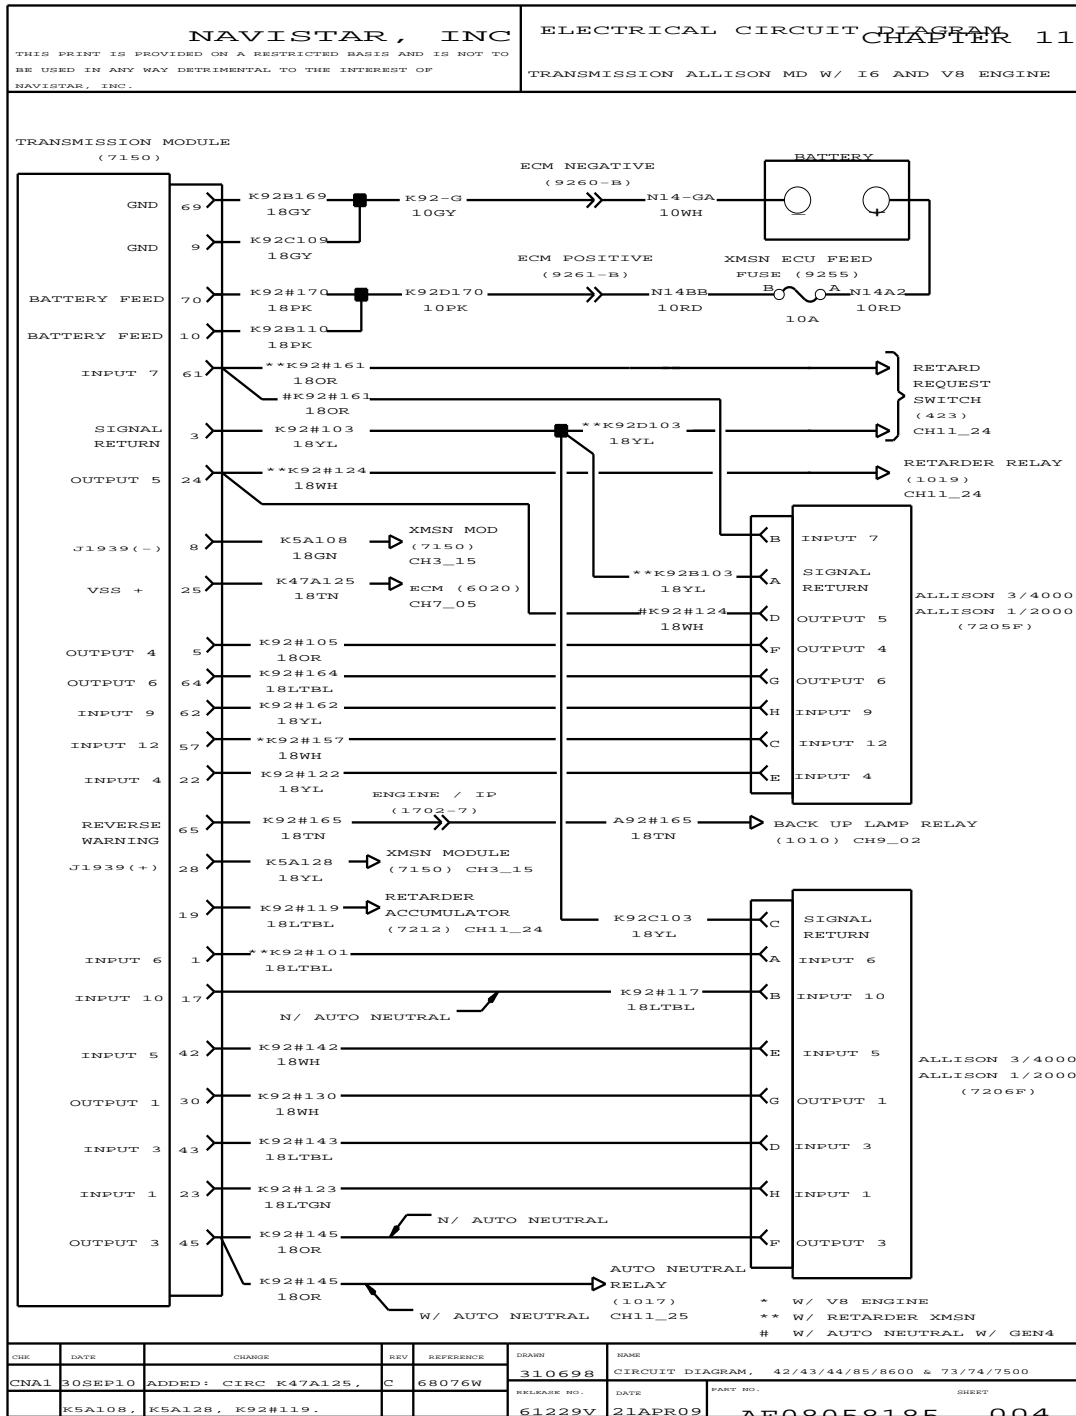 NAVISTAR, INC
THIS PRINT IS PROVIDED ON A RESTRICTED BASIS AND IS NOT TO
BE USED IN ANY WAY DETRIMENTAL TO THE INTEREST OF
NAVISTAR, INC.
ELECTRICAL CIRCUIT DIAGRAM
CHAPTER 11
TRANSMISSION ALLISON MD W/ I6 AND V8 ENGINE
TRANSMISSION MODULE
(7150)
ECM NEGATIVE
(9260-B)
BATTERY
GND 69 K92B169 K92-G N14-GA
18GY 10GY 10WH
- +
GND 9 K92C109
18GY
ECM POSITIVE
(9261-B)
XMSN ECU FEED
FUSE (9255)
BATTERY FEED 70 K92#170 K92D170 N14BB B A N14A2
18PK 10PK 10RD 10A 10RD
BATTERY FEED 10 K92B110
18PK
INPUT 7 61 **K92#161
18OR
#K92#161
18OR
RETARD
REQUEST
SWITCH
(423)
CH11_24
SIGNAL
RETURN
3 K92#103 **K92D103
18YL 18YL
OUTPUT 5 24 **K92#124
18WH
RETARDER RELAY
(1019)
CH11_24
J1939(-) 8 K5A108
18GN
XMSN MOD
(7150)
CH3_15
B INPUT 7
VSS + 25 K47A125
18TN
ECM (6020)
CH7_05
**K92B103 A SIGNAL
18YL RETURN
#K92#124 D OUTPUT 5
18WH
ALLISON 3/4000
ALLISON 1/2000
(7205F)
OUTPUT 4 5 K92#105 F OUTPUT 4
18OR
OUTPUT 6 64 K92#164 G OUTPUT 6
18LTBL
INPUT 9 62 K92#162 H INPUT 9
18YL
INPUT 12 57 *K92#157 C INPUT 12
18WH
INPUT 4 22 K92#122 E INPUT 4
18YL
ENGINE / IP
(1702-7)
REVERSE
WARNING
65 K92#165 A92#165
18TN 18TN
BACK UP LAMP RELAY
(1010) CH9_02
J1939(+) 28 K5A128
18YL
XMSN MODULE
(7150) CH3_15
19 K92#119
18LTBL
RETARDER
ACCUMULATOR
(7212) CH11_24
K92C103 C SIGNAL
18YL RETURN
INPUT 6 1 **K92#101 A INPUT 6
18LTBL
INPUT 10 17 K92#117 B INPUT 10
18LTBL
N/ AUTO NEUTRAL
INPUT 5 42 K92#142 E INPUT 5
18WH
ALLISON 3/4000
ALLISON 1/2000
(7206F)
OUTPUT 1 30 K92#130 G OUTPUT 1
18WH
INPUT 3 43 K92#143 D INPUT 3
18LTBL
INPUT 1 23 K92#123 H INPUT 1
18LTGN
N/ AUTO NEUTRAL
OUTPUT 3 45 K92#145 F OUTPUT 3
18OR
K92#145
18OR
AUTO NEUTRAL
RELAY
(1017)
CH11_25
W/ AUTO NEUTRAL
* W/ V8 ENGINE
** W/ RETARDER XMSN
# W/ AUTO NEUTRAL W/ GEN4
CHK DATE CHANGE REV REFERENCE
CNA1 30SEP10 ADDED: CIRC K47A125, C 68076W
K5A108, K5A128, K92#119.
DRAWN
310698
NAME
CIRCUIT DIAGRAM, 42/43/44/85/8600 & 73/74/7500
RELEASE NO.
61229V
DATE
21APR09
PART NO.
AF08058185
SHEET
004